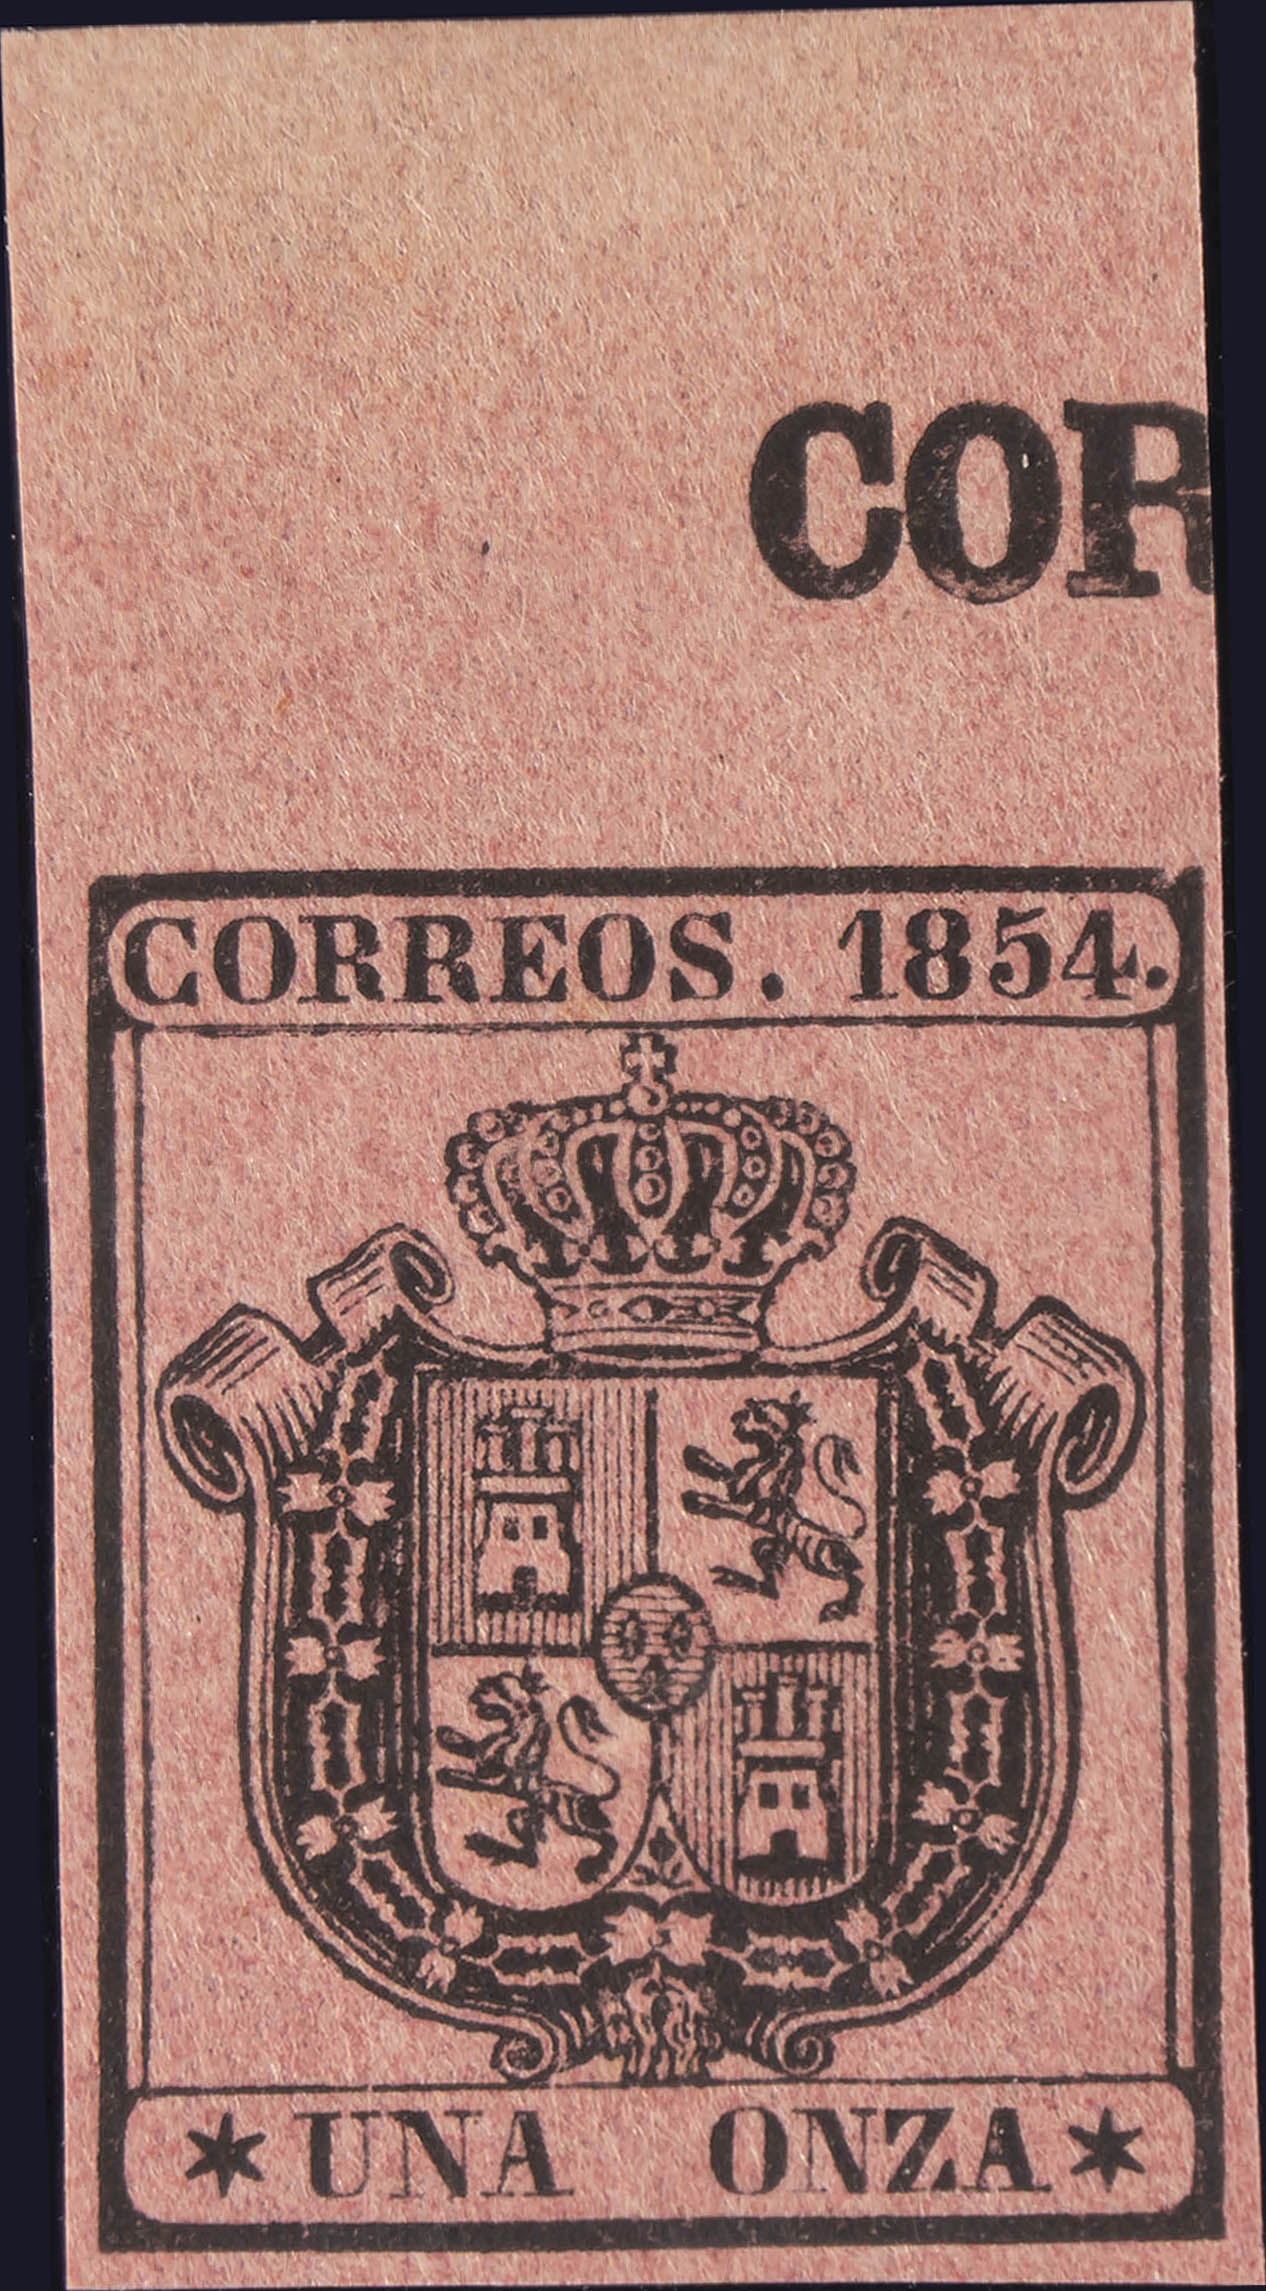 COR
CORREOS. 1854.
* UNA ONZA *